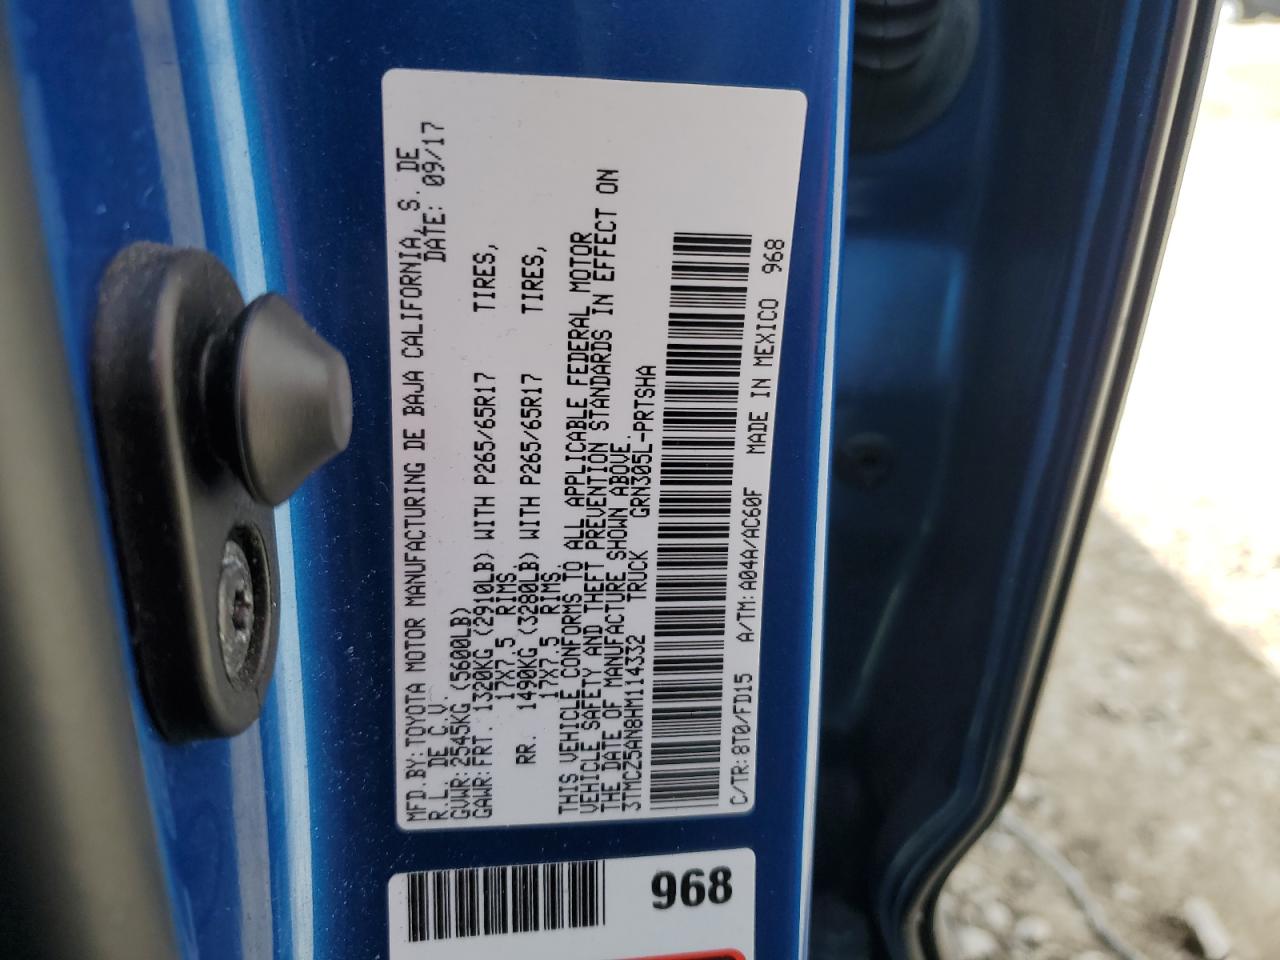 MFD.BY:TOYOTA MOTOR MANUFACTURING DE BAJA CALIFORNIA, S. DE
R.L. DE C.V. DATE: 09/17
GVWR:2545KG (5600LB)
GAWR:FRT. 1320KG (2910LB) WITH P265/65R17 TIRES,
17X7.5 RIMS,
RR. 1490KG (3280LB) WITH P265/65R17 TIRES,
17X7.5 RIMS
THIS VEHICLE CONFORMS TO ALL APPLICABLE FEDERAL MOTOR
VEHICLE SAFETY AND THEFT PREVENTION STANDARDS IN EFFECT ON
THE DATE OF MANUFACTURE SHOWN ABOVE.
3TMCZ5AN8HM114332 TRUCK GRN305L-PRTSHA
C/TR:8T0/FD15 A/TM:A04A/AC60F MADE IN MEXICO 968
968